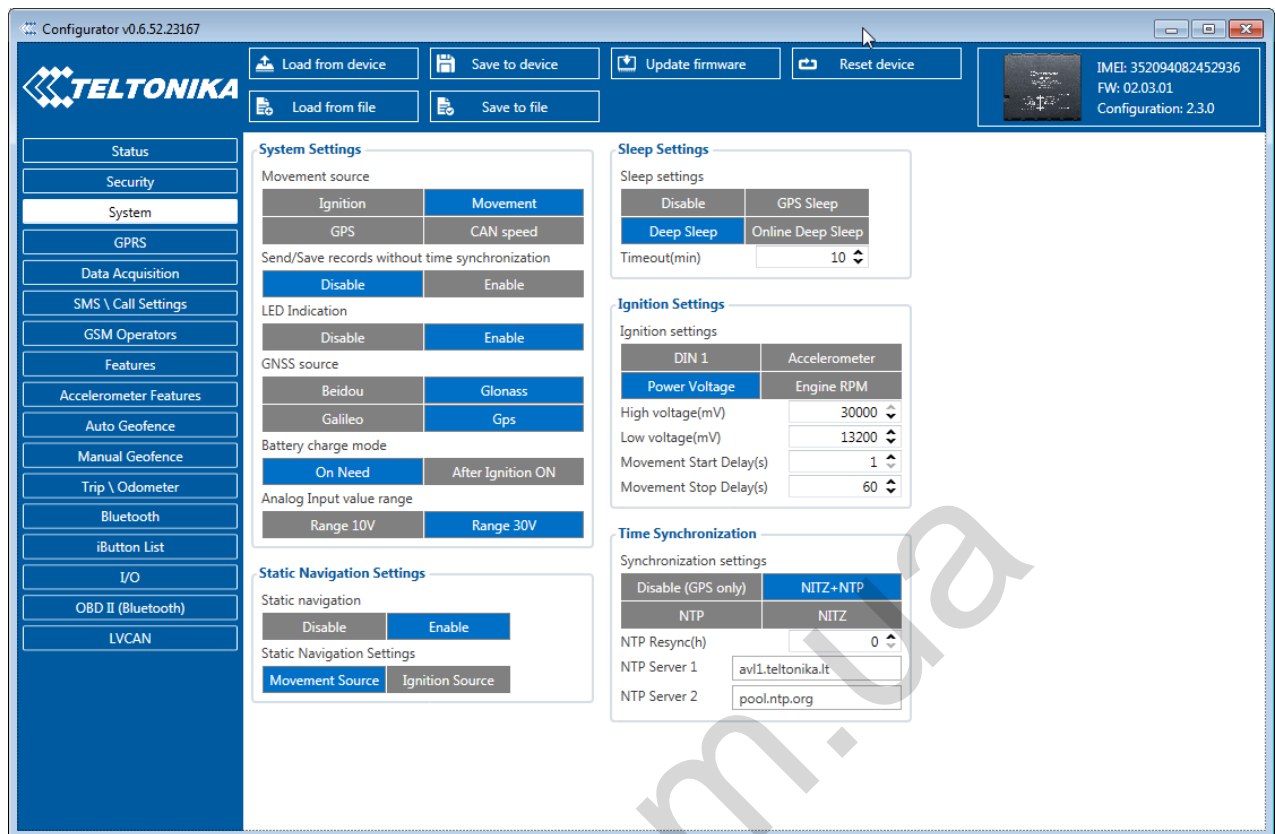 Configurator v0.6.52.23167
TELTONIKA
Load from device
Save to device
Update firmware
Reset device
Load from file
Save to file
IMEI: 352094082452936
FW: 02.03.01
Configuration: 2.3.0
Status
Security
System
GPRS
Data Acquisition
SMS \ Call Settings
GSM Operators
Features
Accelerometer Features
Auto Geofence
Manual Geofence
Trip \ Odometer
Bluetooth
iButton List
I/O
OBD II (Bluetooth)
LVCAN
System Settings
Movement source
Ignition Movement
GPS CAN speed
Send/Save records without time synchronization
Disable Enable
LED Indication
Disable Enable
GNSS source
Beidou Glonass
Galileo Gps
Battery charge mode
On Need After Ignition ON
Analog Input value range
Range 10V Range 30V
Static Navigation Settings
Static navigation
Disable Enable
Static Navigation Settings
Movement Source Ignition Source
Sleep Settings
Sleep settings
Disable GPS Sleep
Deep Sleep Online Deep Sleep
Timeout(min) 10
Ignition Settings
Ignition settings
DIN 1 Accelerometer
Power Voltage Engine RPM
High voltage(mV) 30000
Low voltage(mV) 13200
Movement Start Delay(s) 1
Movement Stop Delay(s) 60
Time Synchronization
Synchronization settings
Disable (GPS only) NITZ+NTP
NTP NITZ
NTP Resync(h) 0
NTP Server 1 avl1.teltonika.lt
NTP Server 2 pool.ntp.org
m.ua